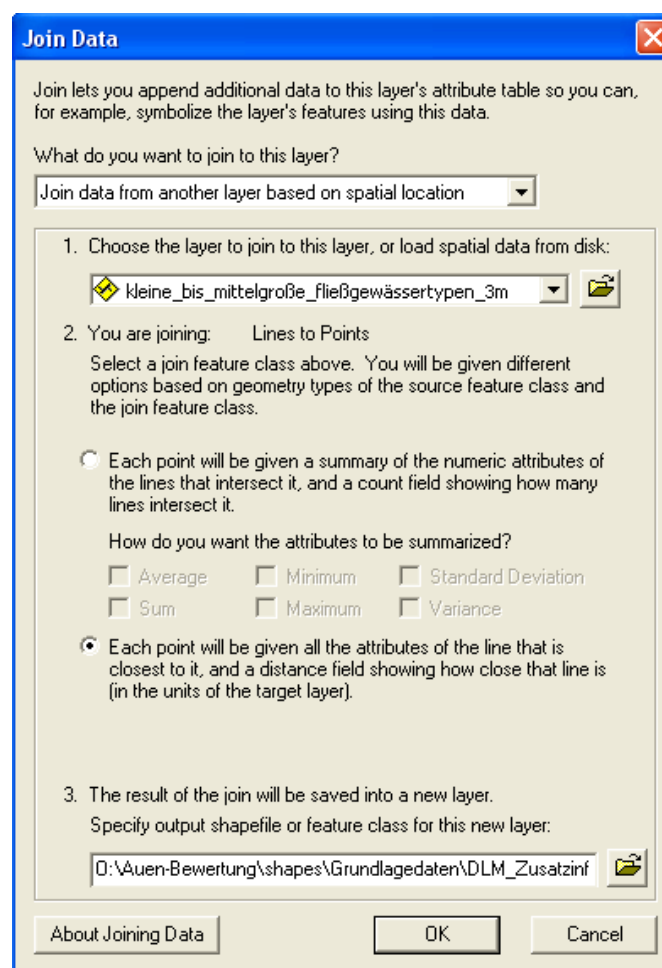 Join Data
Join lets you append additional data to this layer's attribute table so you can,
for example, symbolize the layer's features using this data.
What do you want to join to this layer?
Join data from another layer based on spatial location
1. Choose the layer to join to this layer, or load spatial data from disk:
kleine_bis_mittelgroße_fließgewässertypen_3m
2. You are joining: Lines to Points
Select a join feature class above. You will be given different
options based on geometry types of the source feature class and
the join feature class.
Each point will be given a summary of the numeric attributes of
the lines that intersect it, and a count field showing how many
lines intersect it.
How do you want the attributes to be summarized?
Average Minimum Standard Deviation
Sum Maximum Variance
Each point will be given all the attributes of the line that is
closest to it, and a distance field showing how close that line is
(in the units of the target layer).
3. The result of the join will be saved into a new layer.
Specify output shapefile or feature class for this new layer:
O:\Auen-Bewertung\shapes\Grundlagedaten\DLM_Zusatzinf
About Joining Data OK Cancel